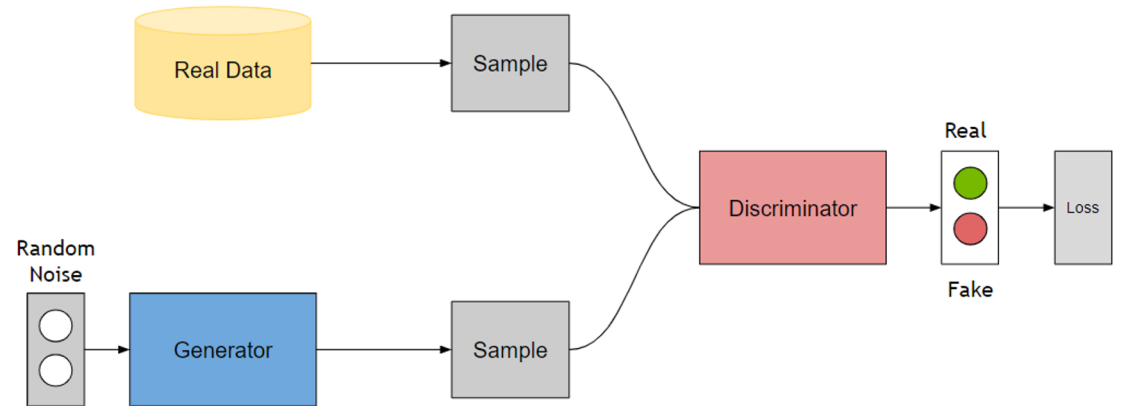 Real Data
Sample
Real
Discriminator
Loss
Random
Noise
Fake
Generator
Sample